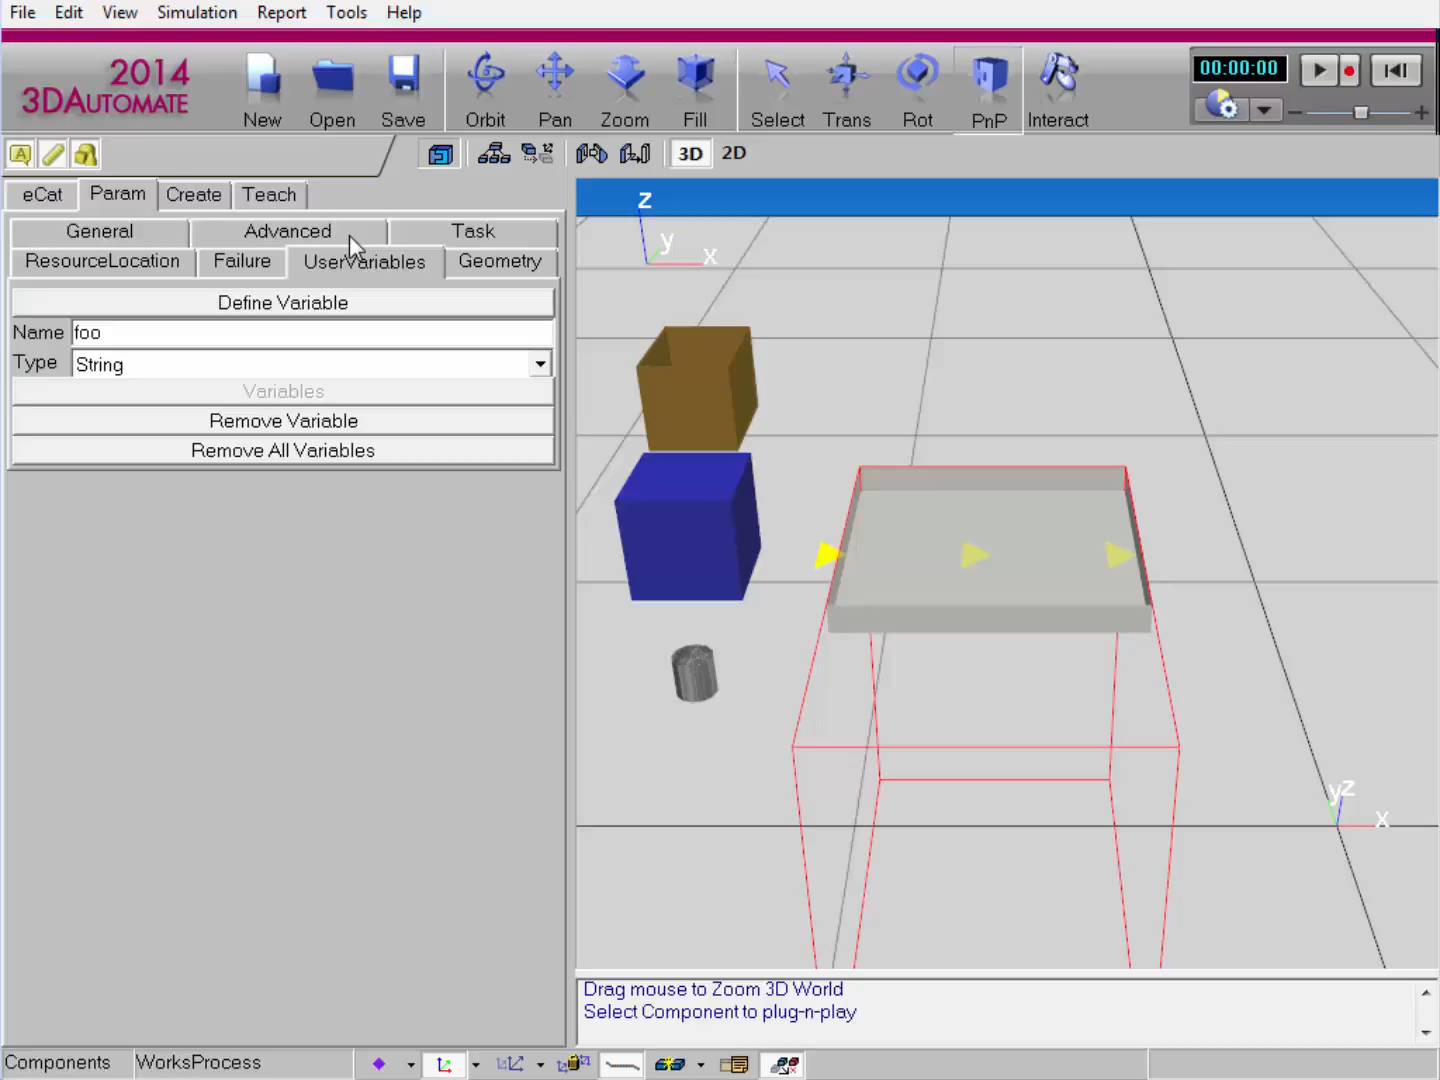 File Edit View Simulation Report Tools Help
2014
3DAUTOMATE
New Open Save Orbit Pan Zoom Fill Select Trans Rot PnP Interact
00:00:00
3D 2D
eCat Param Create Teach
General Advanced Task
ResourceLocation Failure UserVariables Geometry
Define Variable
Name foo
Type String
Variables
Remove Variable
Remove All Variables
z
y
x
y z
x
Drag mouse to Zoom 3D World
Select Component to plug-n-play
Components WorksProcess